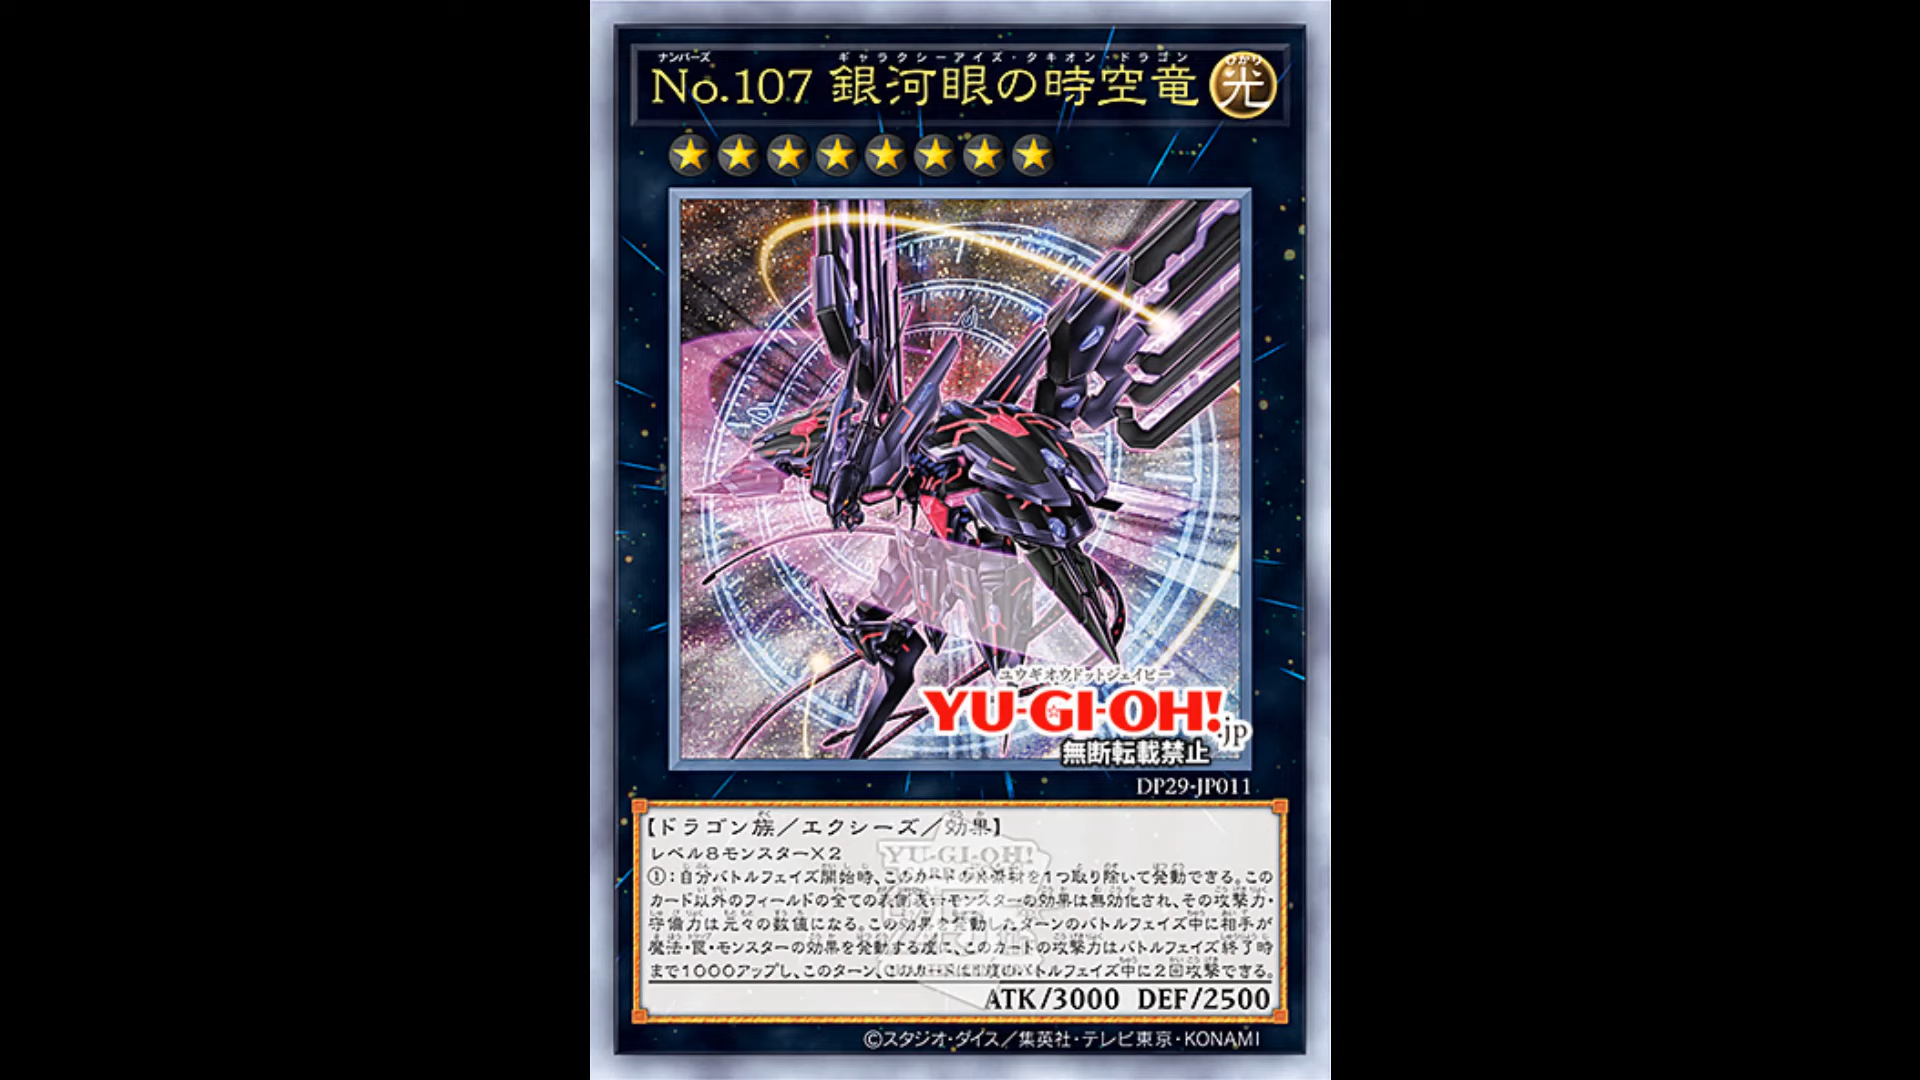 ナンバーズ ギャラクシーアイズ・タキオン・ドラゴン
No.107 銀河眼の時空竜
ひかり
光
ユウギオウドットジェイピー
YU-GI-OH!
.jp
無断転載禁止
DP29-JP011
【ドラゴン族／エクシーズ／効果】
レベル8モンスター×2
①：自分バトルフェイズ開始時、このカードのX素材を1つ取り除いて発動できる。この
カード以外のフィールドの全ての表側表示モンスターの効果は無効化され、その攻撃力・
守備力は元々の数値になる。この効果を発動したターンのバトルフェイズ中に相手が
魔法・罠・モンスターの効果を発動する度に、このカードの攻撃力はバトルフェイズ終了時
まで1000アップし、このターン、このカードは1度のバトルフェイズ中に2回攻撃できる。
YU-GI-OH!
ATK/3000 DEF/2500
©スタジオ・ダイス／集英社・テレビ東京・KONAMI